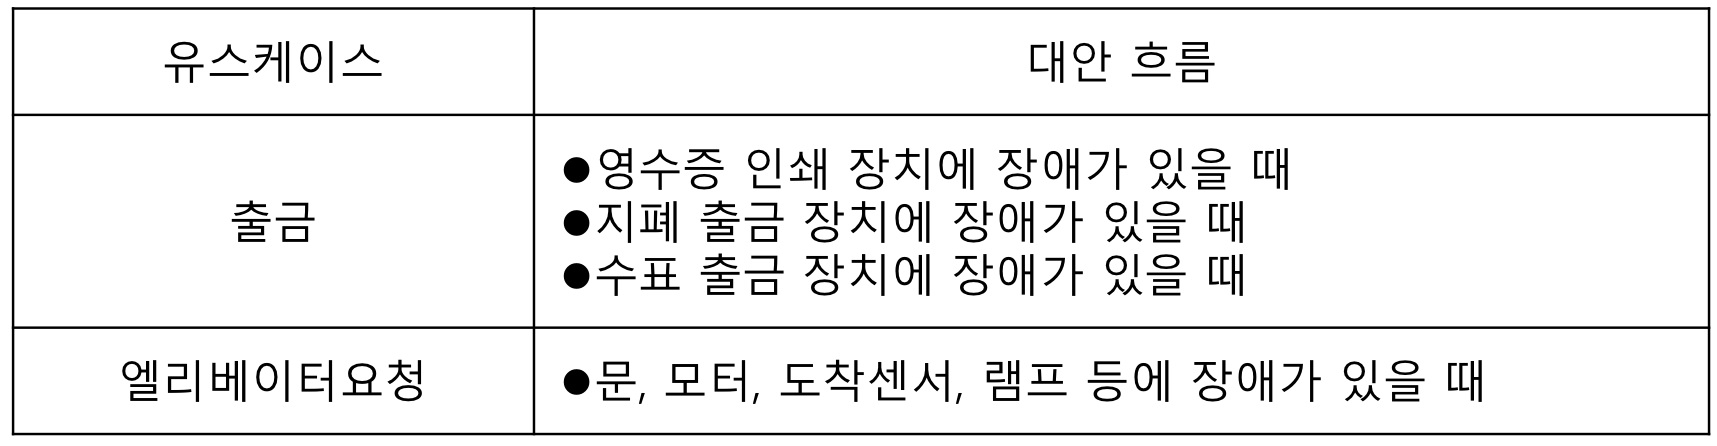 유스케이스
대안 흐름
출금
●영수증 인쇄 장치에 장애가 있을 때
●지폐 출금 장치에 장애가 있을 때
●수표 출금 장치에 장애가 있을 때
엘리베이터요청
●문, 모터, 도착센서, 램프 등에 장애가 있을 때